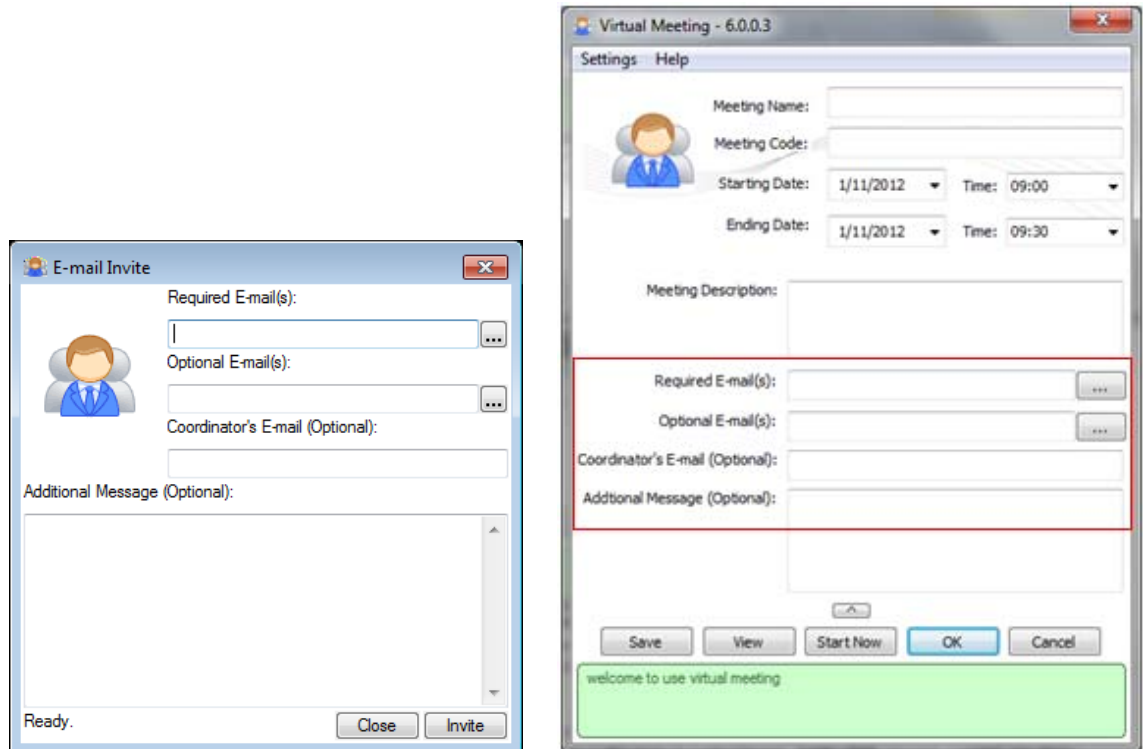 E-mail Invite
Required E-mail(s):
...
Optional E-mail(s):
...
Coordinator's E-mail (Optional):
Additional Message (Optional):
Ready.
Close
Invite
Virtual Meeting - 6.0.0.3
Settings Help
Meeting Name:
Meeting Code:
Starting Date: 1/11/2012 Time: 09:00
Ending Date: 1/11/2012 Time: 09:30
Meeting Description:
Required E-mail(s): ...
Optional E-mail(s): ...
Coordinator's E-mail (Optional):
Addtional Message (Optional):
Save View Start Now OK Cancel
welcome to use virtual meeting